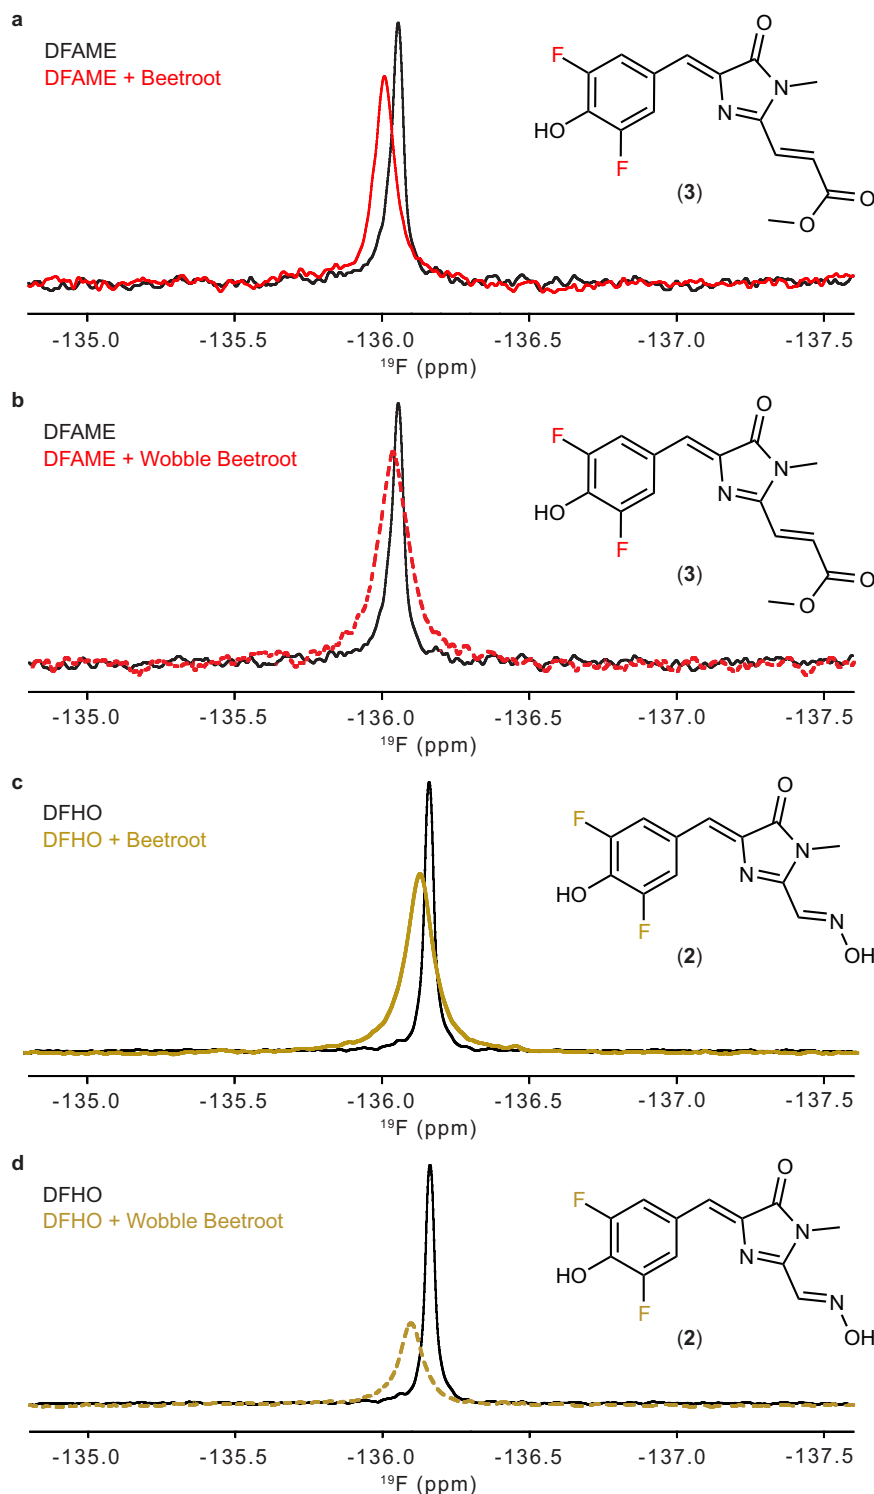 a
DFAME
DFAME + Beetroot
F
O
N
N
HO
F
(3)
O
O
-135.0 -135.5 -136.0 -136.5 -137.0 -137.5
¹⁹F (ppm)
b
DFAME
DFAME + Wobble Beetroot
F
O
N
N
HO
F
(3)
O
O
-135.0 -135.5 -136.0 -136.5 -137.0 -137.5
¹⁹F (ppm)
c
DFHO
DFHO + Beetroot
F
O
N
N
HO
F
N
(2)
OH
-135.0 -135.5 -136.0 -136.5 -137.0 -137.5
¹⁹F (ppm)
d
DFHO
DFHO + Wobble Beetroot
F
O
N
N
HO
F
N
(2)
OH
-135.0 -135.5 -136.0 -136.5 -137.0 -137.5
¹⁹F (ppm)